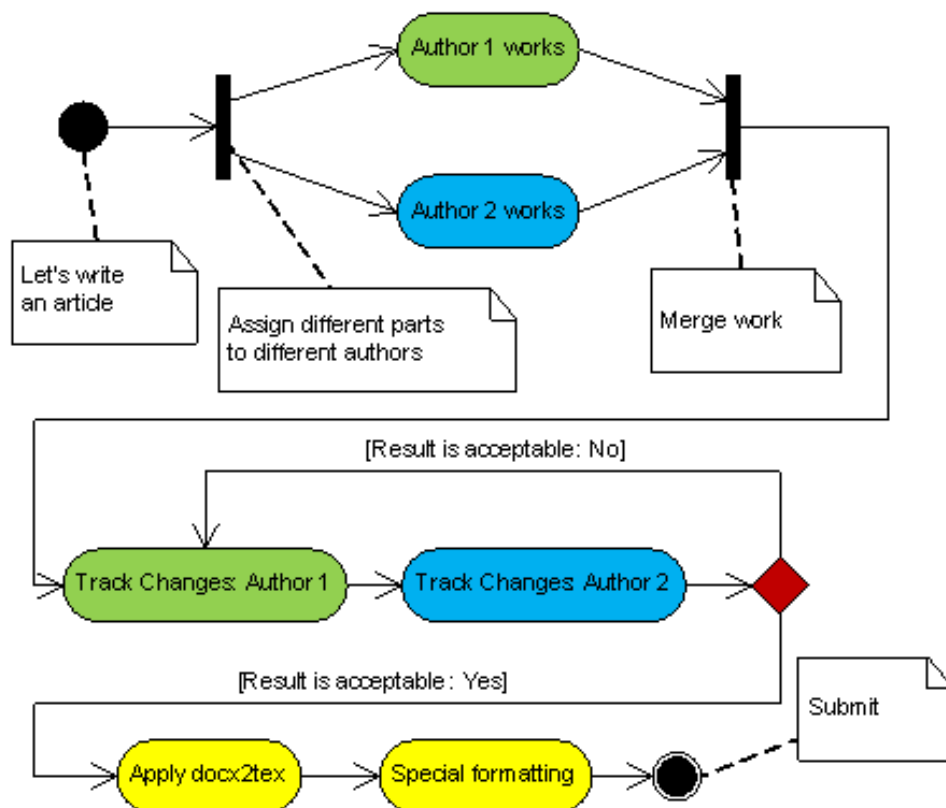 Author 1 works
Author 2 works
Let's write
an article
Assign different parts
to different authors
Merge work
[Result is acceptable: No]
Track Changes: Author 1
Track Changes: Author 2
[Result is acceptable: Yes]
Submit
Apply docx2tex
Special formatting